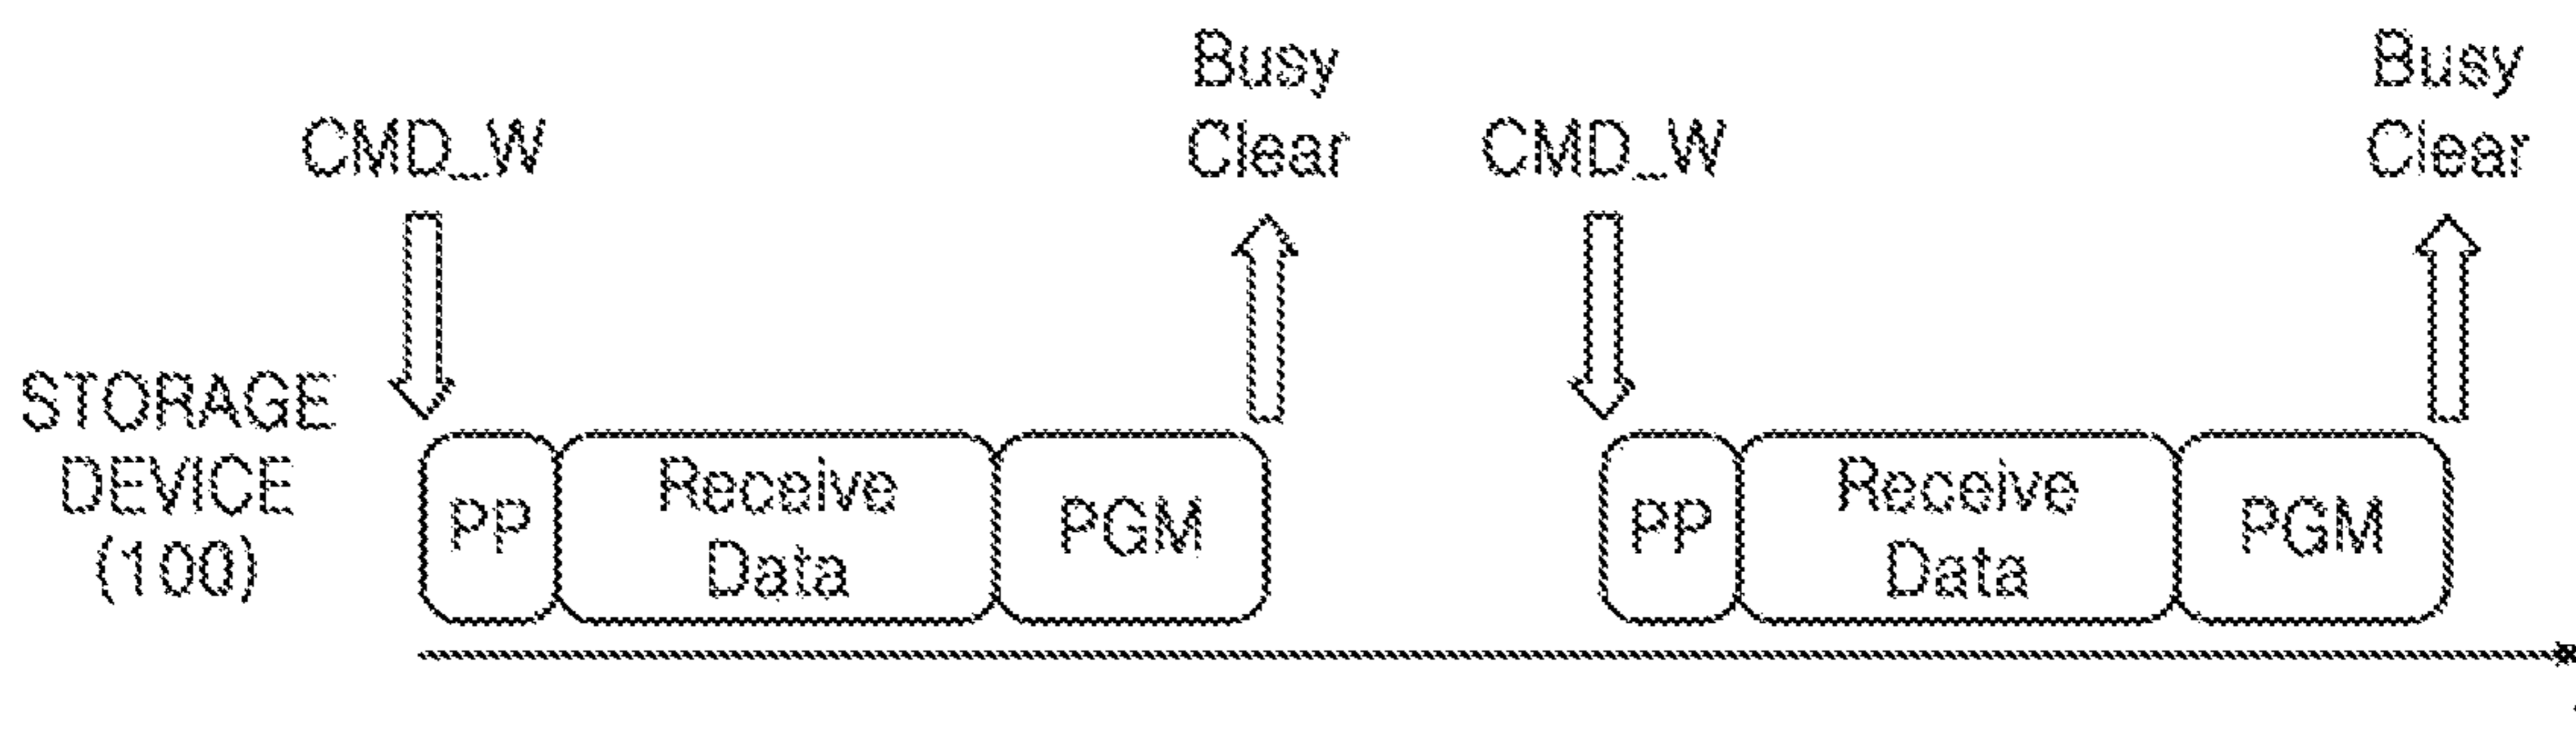 Busy
Clear
CMD_W
Busy
Clear
CMD_W
STORAGE
DEVICE
(100)
PP
Receive
Data
PGM
PP
Receive
Data
PGM